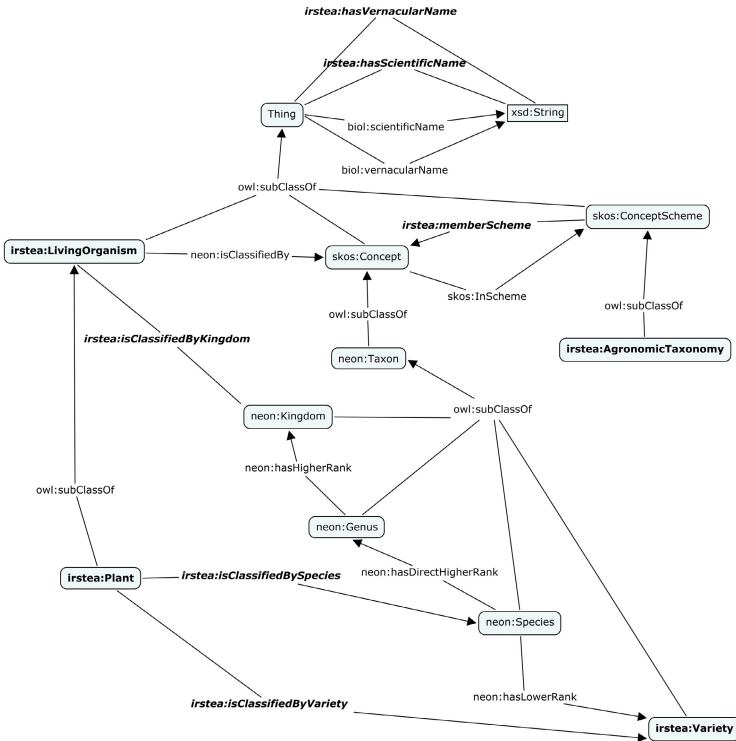 irstea:hasVernacularName
irstea:hasScientificName
Thing
xsd:String
biol:scientificName
biol:vernacularName
owl:subClassOf
skos:ConceptScheme
irstea:memberScheme
irstea:LivingOrganism
neon:isClassifiedBy
skos:Concept
skos:InScheme
owl:subClassOf
owl:subClassOf
irstea:isClassifiedByKingdom
irstea:AgronomicTaxonomy
neon:Taxon
neon:Kingdom
owl:subClassOf
neon:hasHigherRank
owl:subClassOf
neon:Genus
neon:hasDirectHigherRank
irstea:Plant
irstea:isClassifiedBySpecies
neon:Species
neon:hasLowerRank
irstea:isClassifiedByVariety
irstea:Variety